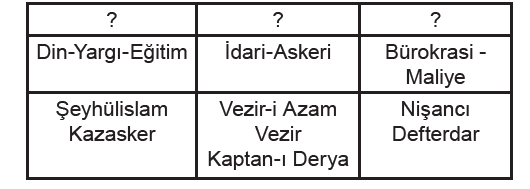 ? ? ?
Din-Yargı-Eğitim İdari-Askeri Bürokrasi -
Maliye
Şeyhülislam Vezir-i Azam Nişancı
Kazasker Vezir Defterdar
Kaptan-ı Derya